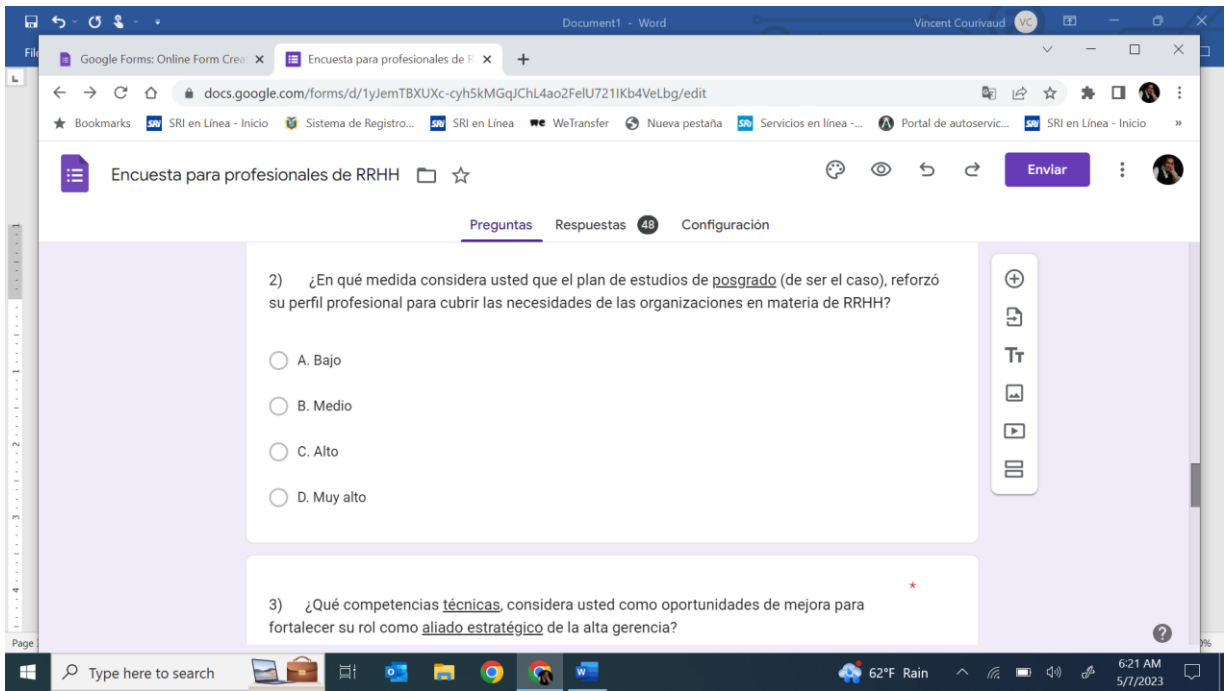 Document1 - Word
Vincent Courivaud
VC
File
Google Forms: Online Form Crea
Encuesta para profesionales de R
docs.google.com/forms/d/1yJemTBXUXc-cyh5kMGqJChL4ao2FelU721IKb4VeLbg/edit
Bookmarks
SRI en Línea - Inicio
Sistema de Registro...
SRI en Línea
WeTransfer
Nueva pestaña
Servicios en línea -...
Portal de autoservic...
SRI en Línea - Inicio
»
Encuesta para profesionales de RRHH
Enviar
Preguntas
Respuestas 48
Configuración
2) ¿En qué medida considera usted que el plan de estudios de posgrado (de ser el caso), reforzó
su perfil profesional para cubrir las necesidades de las organizaciones en materia de RRHH?
A. Bajo
B. Medio
C. Alto
D. Muy alto
*
3) ¿Qué competencias técnicas, considera usted como oportunidades de mejora para
fortalecer su rol como aliado estratégico de la alta gerencia?
Page
Type here to search
62°F Rain
6:21 AM
5/7/2023